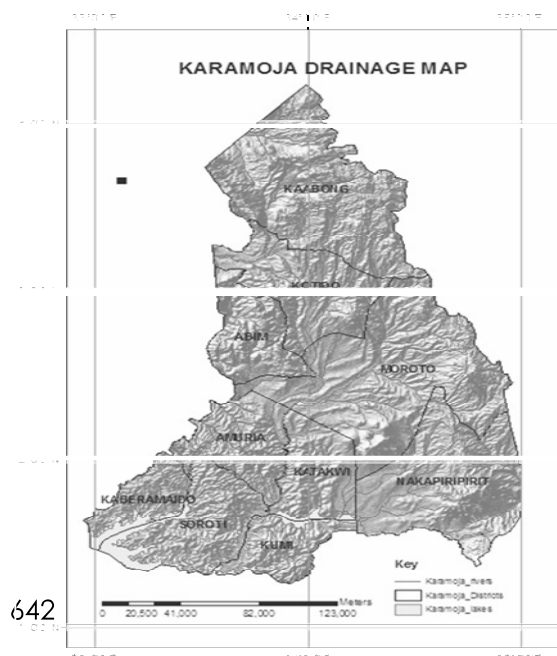 KARAMOJA DRAINAGE MAP
KAABONG
KOTIDO
ABIM
MOROTO
AMURIA
KATAKWI
NAKAPIRIPIRIT
KABERAMAIDO
SOROTI
KUMI
Key
Karamoja_rivers
Karamoja_Districts
Karamoja_lakes
Meters
0 20,500 41,000 82,000 123,000
642